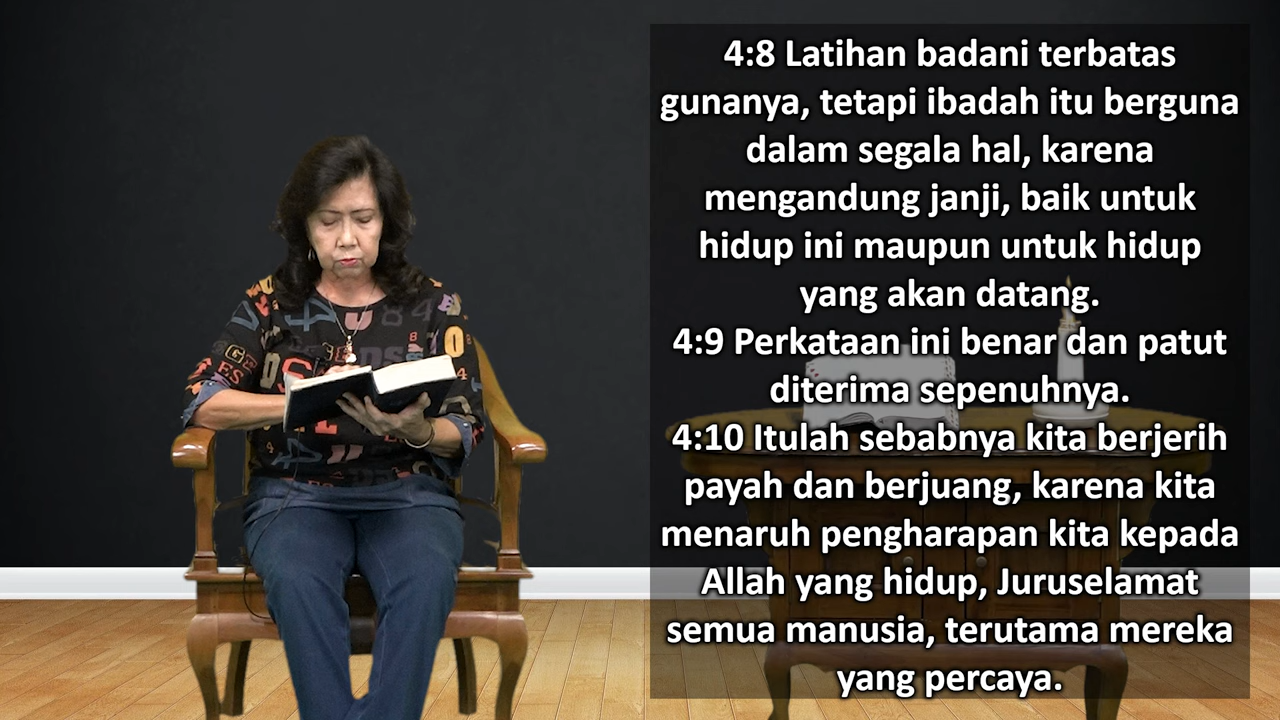 4:8 Latihan badani terbatas
gunanya, tetapi ibadah itu berguna
dalam segala hal, karena
mengandung janji, baik untuk
hidup ini maupun untuk hidup
yang akan datang.
4:9 Perkataan ini benar dan patut
diterima sepenuhnya.
4:10 Itulah sebabnya kita berjerih
payah dan berjuang, karena kita
menaruh pengharapan kita kepada
Allah yang hidup, Juruselamat
semua manusia, terutama mereka
yang percaya.